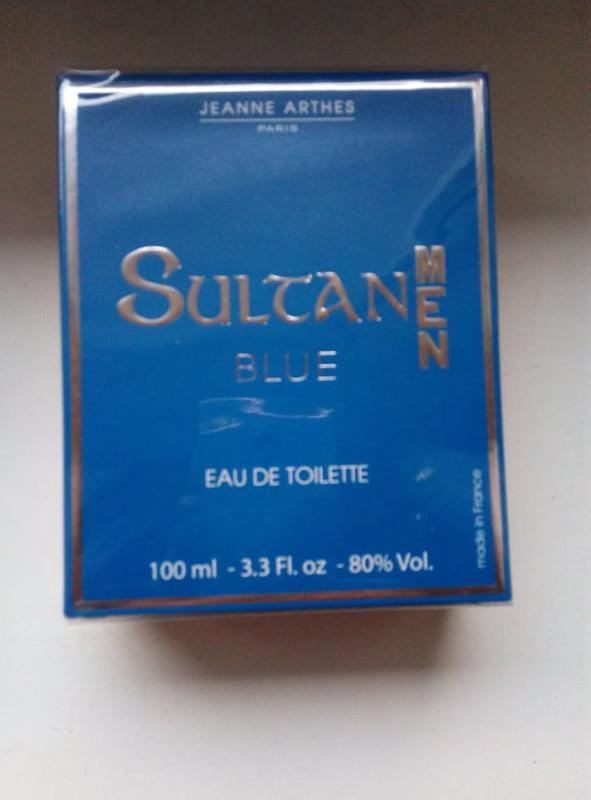 JEANNE ARTHES
PARIS
SULTAN MEN
BLUE
EAU DE TOILETTE
100 ml - 3.3 Fl. oz - 80% Vol.
made in France